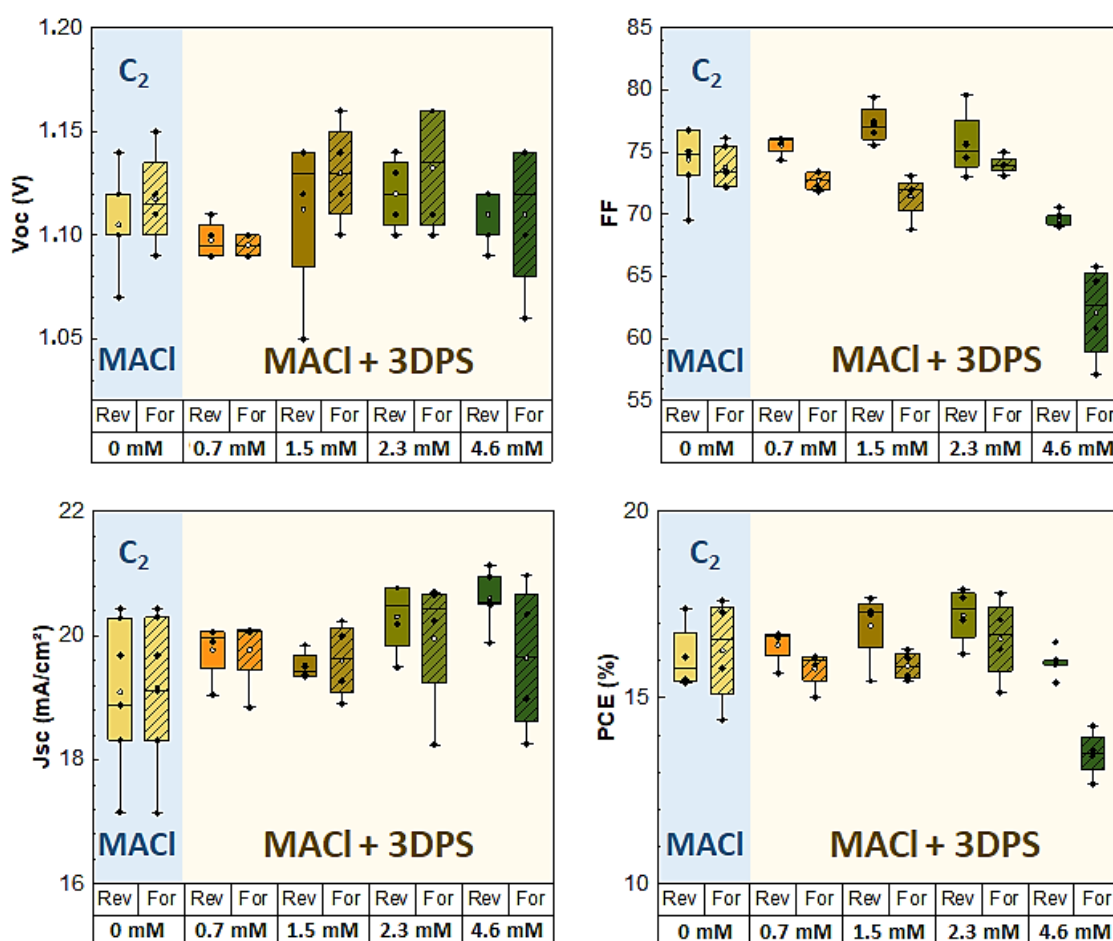 1.20
1.15
1.10
1.05
Voc (V)
C₂
MACl
MACl + 3DPS
Rev For Rev For Rev For Rev For Rev For
0 mM 0.7 mM 1.5 mM 2.3 mM 4.6 mM
85
80
75
70
65
60
55
FF
C₂
MACl
MACl + 3DPS
Rev For Rev For Rev For Rev For Rev For
0 mM 0.7 mM 1.5 mM 2.3 mM 4.6 mM
22
20
18
16
Jsc (mA/cm²)
C₂
MACl
MACl + 3DPS
Rev For Rev For Rev For Rev For Rev For
0 mM 0.7 mM 1.5 mM 2.3 mM 4.6 mM
20
15
10
PCE (%)
C₂
MACl
MACl + 3DPS
Rev For Rev For Rev For Rev For Rev For
0 mM 0.7 mM 1.5 mM 2.3 mM 4.6 mM